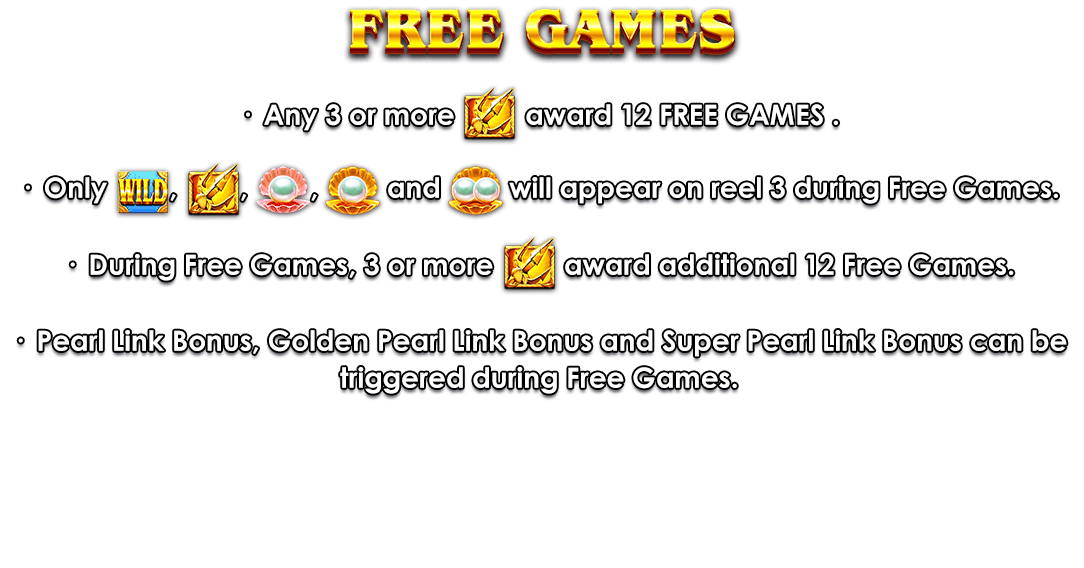 FREE GAMES
· Any 3 or more award 12 FREE GAMES .
· Only WILD, , , and will appear on reel 3 during Free Games.
· During Free Games, 3 or more award additional 12 Free Games.
· Pearl Link Bonus, Golden Pearl Link Bonus and Super Pearl Link Bonus can be
triggered during Free Games.